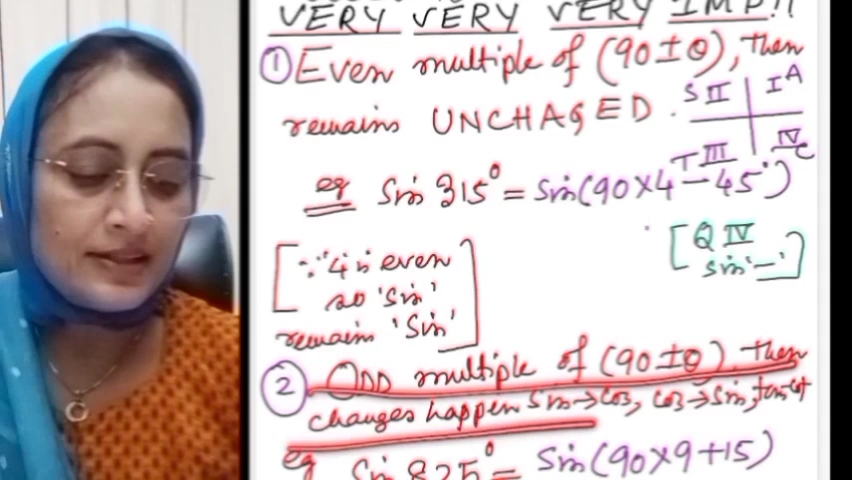 VERY VERY VERY IMP!!
① Even multiple of (90±θ), then
remains UNCHAGED.
S II I A
T III IV C
eg Sin 315° = Sin(90×4-45°)
[∵ 4 is even
so 'Sin'
remain 'Sin']
[Q IV
sin '-']
② ODD multiple of (90±θ), then
changes happen Sin→cos, cos→sin, tan→cot
eg Sin 825° = Sin(90×9+15)